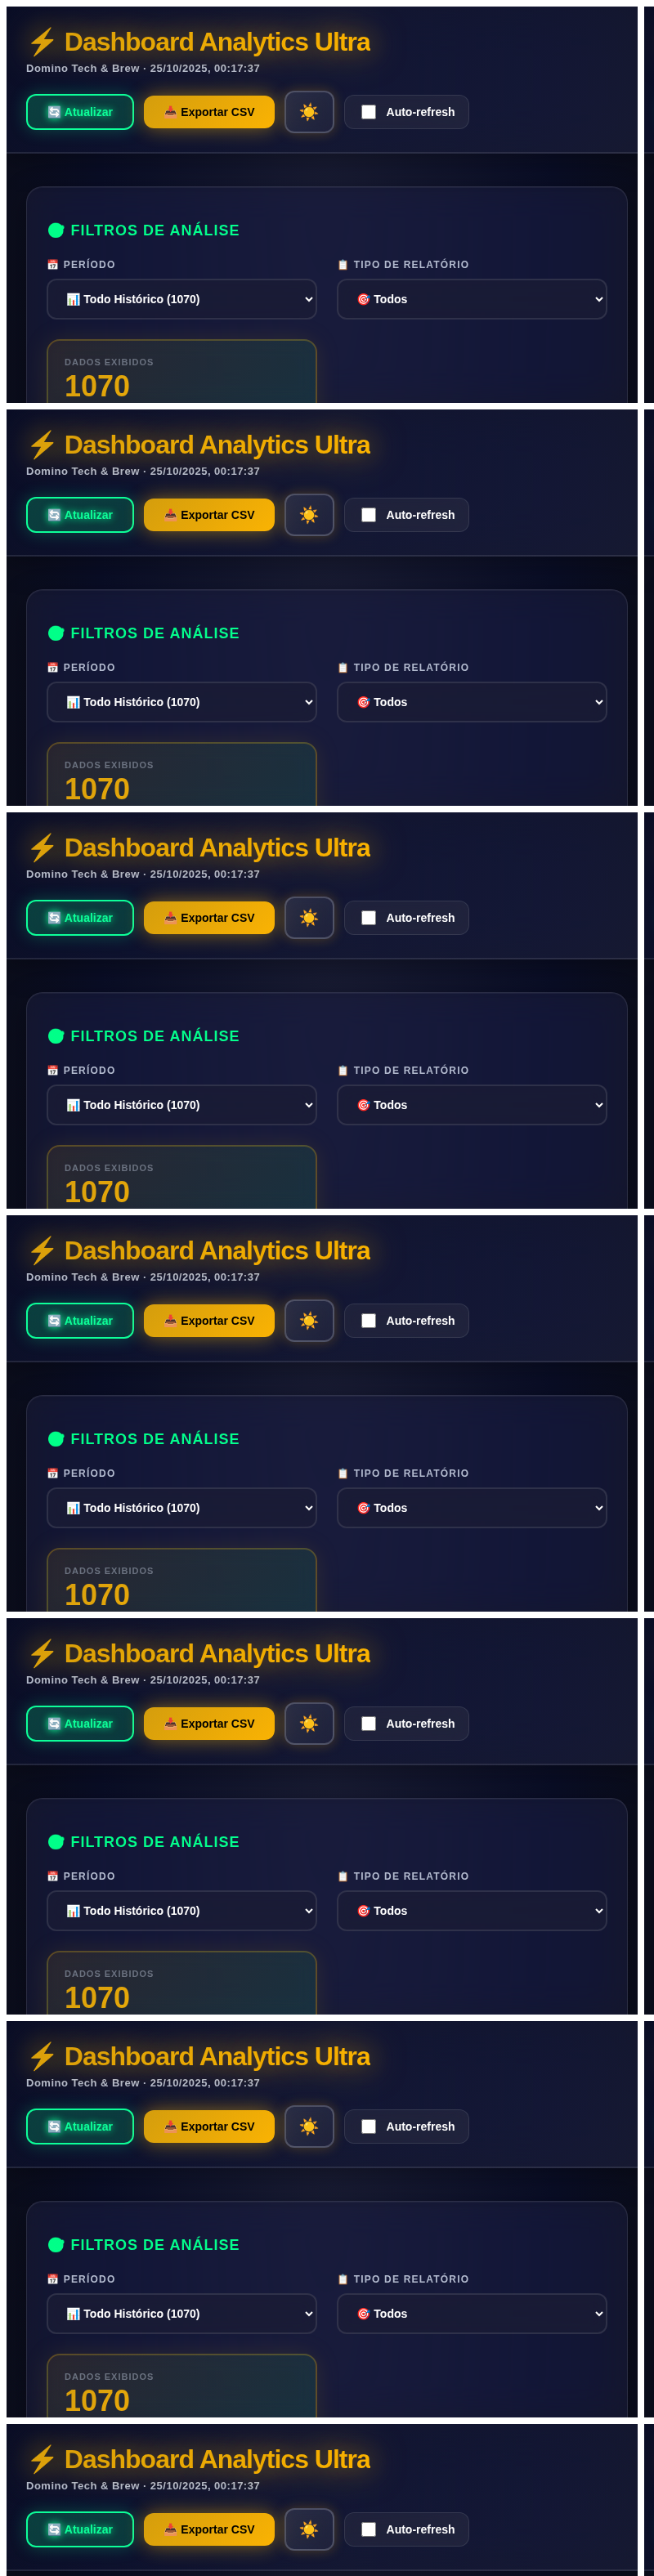 ⚡ Dashboard Analytics Ultra
Domino Tech & Brew · 25/10/2025, 00:17:37
🔄 Atualizar 📥 Exportar CSV ☀️ Auto-refresh
FILTROS DE ANÁLISE
📅 PERÍODO 📋 TIPO DE RELATÓRIO
📊 Todo Histórico (1070) 🎯 Todos
DADOS EXIBIDOS
1070
⚡ Dashboard Analytics Ultra
Domino Tech & Brew · 25/10/2025, 00:17:37
🔄 Atualizar 📥 Exportar CSV ☀️ Auto-refresh
FILTROS DE ANÁLISE
📅 PERÍODO 📋 TIPO DE RELATÓRIO
📊 Todo Histórico (1070) 🎯 Todos
DADOS EXIBIDOS
1070
⚡ Dashboard Analytics Ultra
Domino Tech & Brew · 25/10/2025, 00:17:37
🔄 Atualizar 📥 Exportar CSV ☀️ Auto-refresh
FILTROS DE ANÁLISE
📅 PERÍODO 📋 TIPO DE RELATÓRIO
📊 Todo Histórico (1070) 🎯 Todos
DADOS EXIBIDOS
1070
⚡ Dashboard Analytics Ultra
Domino Tech & Brew · 25/10/2025, 00:17:37
🔄 Atualizar 📥 Exportar CSV ☀️ Auto-refresh
FILTROS DE ANÁLISE
📅 PERÍODO 📋 TIPO DE RELATÓRIO
📊 Todo Histórico (1070) 🎯 Todos
DADOS EXIBIDOS
1070
⚡ Dashboard Analytics Ultra
Domino Tech & Brew · 25/10/2025, 00:17:37
🔄 Atualizar 📥 Exportar CSV ☀️ Auto-refresh
FILTROS DE ANÁLISE
📅 PERÍODO 📋 TIPO DE RELATÓRIO
📊 Todo Histórico (1070) 🎯 Todos
DADOS EXIBIDOS
1070
⚡ Dashboard Analytics Ultra
Domino Tech & Brew · 25/10/2025, 00:17:37
🔄 Atualizar 📥 Exportar CSV ☀️ Auto-refresh
FILTROS DE ANÁLISE
📅 PERÍODO 📋 TIPO DE RELATÓRIO
📊 Todo Histórico (1070) 🎯 Todos
DADOS EXIBIDOS
1070
⚡ Dashboard Analytics Ultra
Domino Tech & Brew · 25/10/2025, 00:17:37
🔄 Atualizar 📥 Exportar CSV ☀️ Auto-refresh